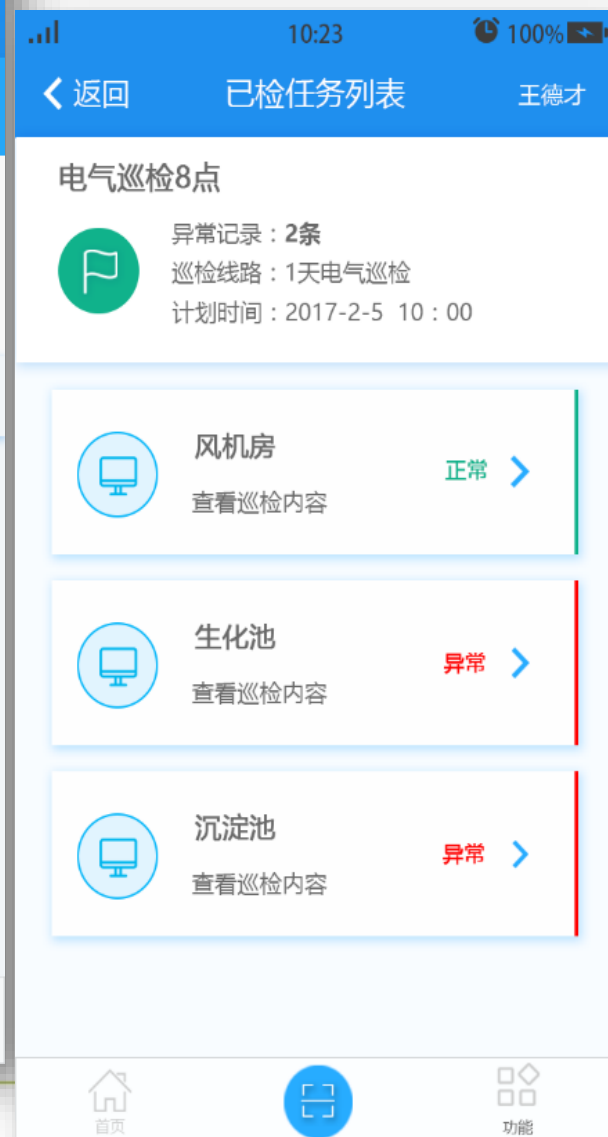 10:23
100%
返回
已检任务列表
王德才
电气巡检8点
异常记录：2条
巡检线路：1天电气巡检
计划时间：2017-2-5 10：00
风机房
正常
查看巡检内容
生化池
异常
查看巡检内容
沉淀池
异常
查看巡检内容
首页
功能